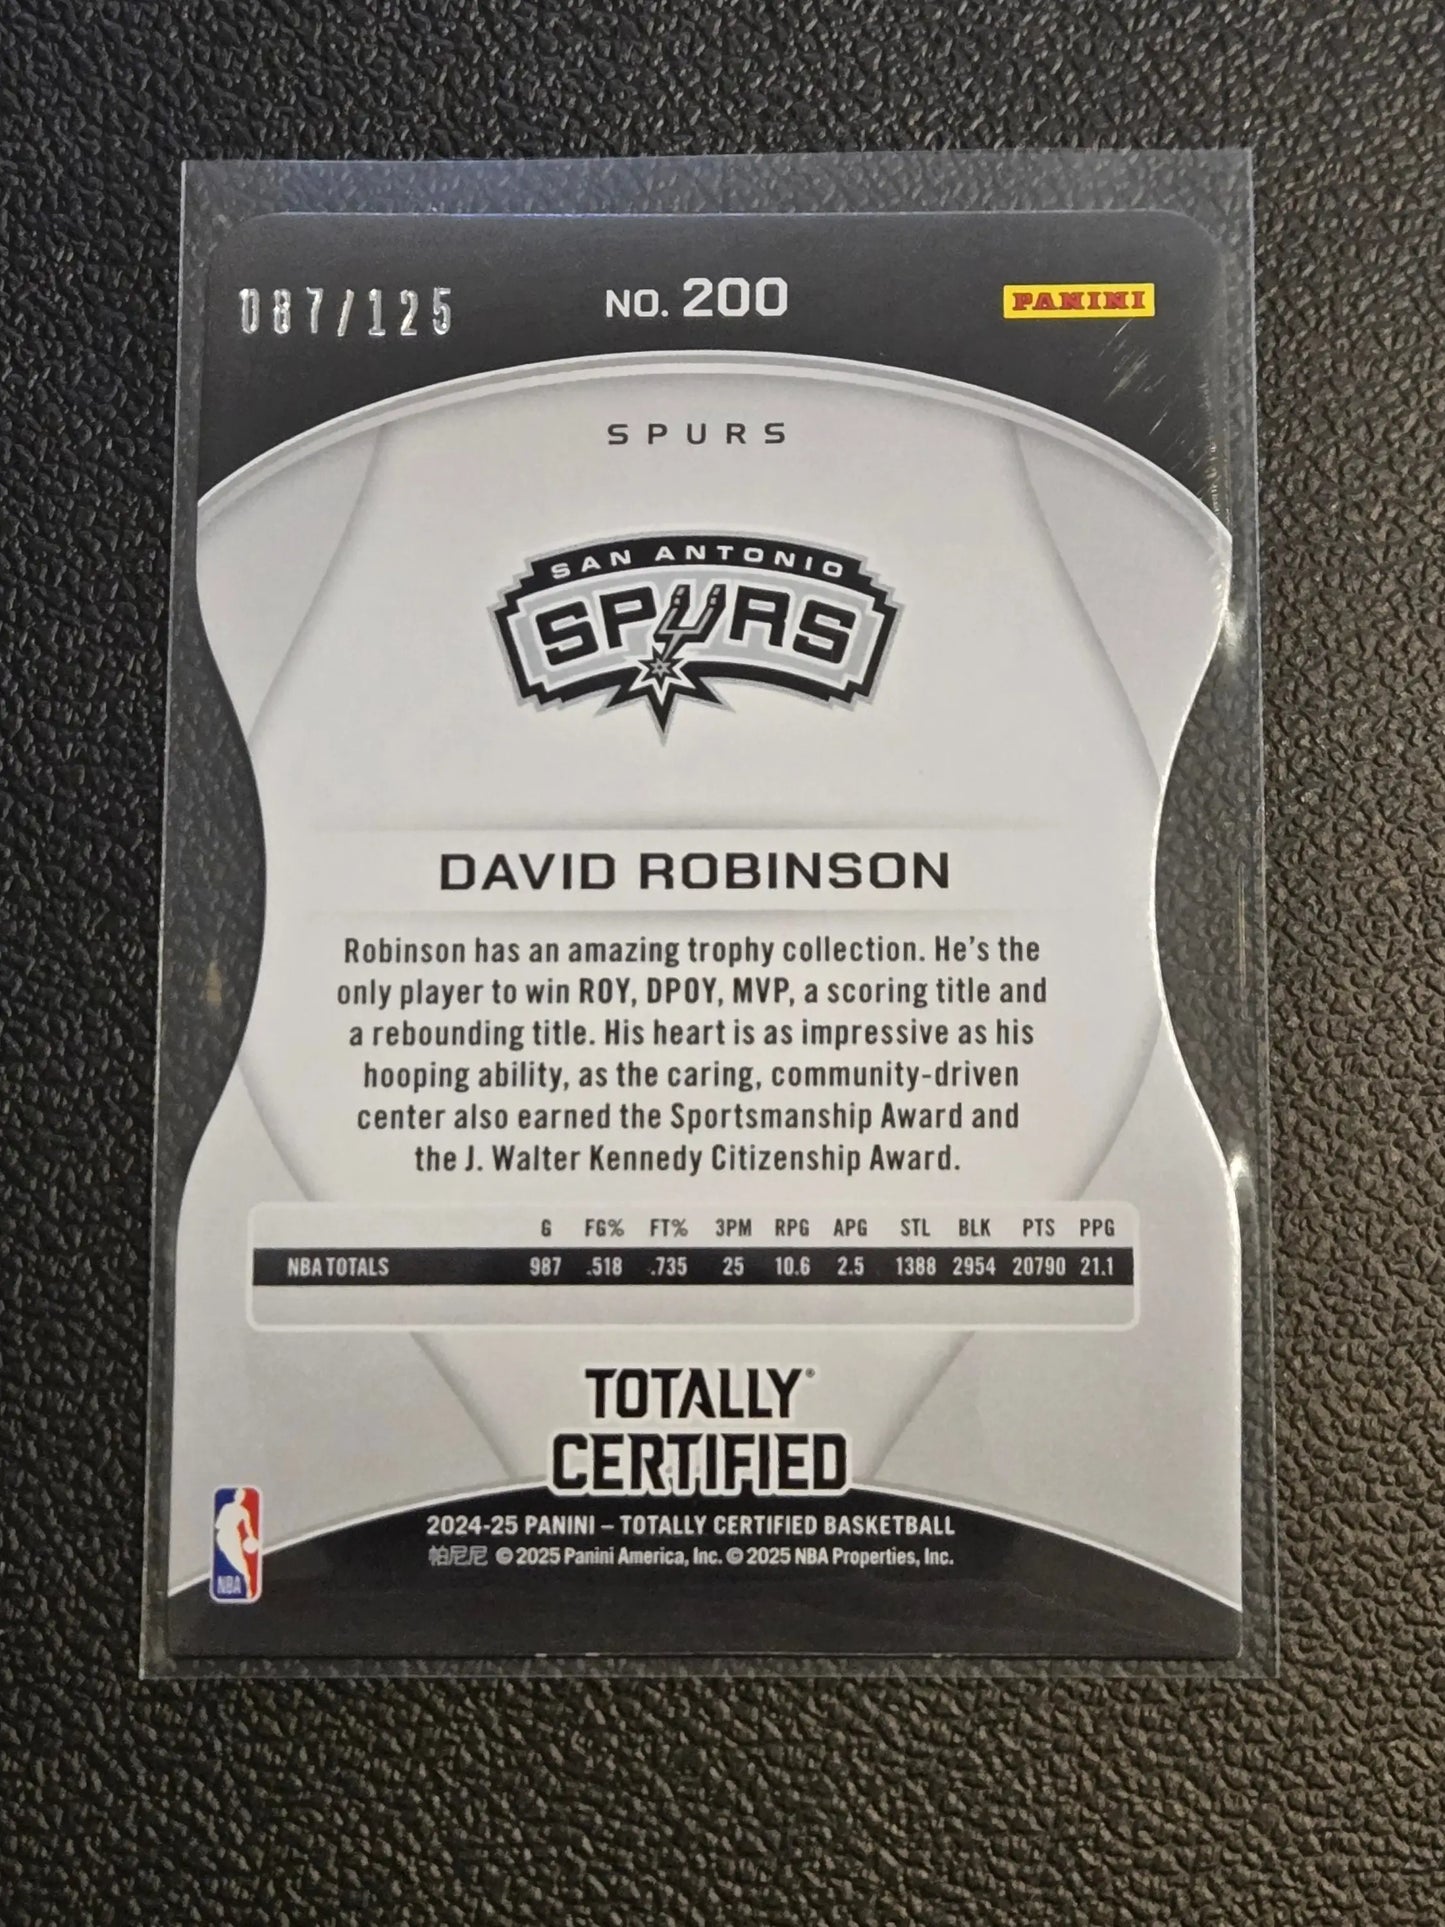 087/125
NO. 200
PANINI
SPURS
SAN ANTONIO
SPURS
DAVID ROBINSON
Robinson has an amazing trophy collection. He's the
only player to win ROY, DPOY, MVP, a scoring title and
a rebounding title. His heart is as impressive as his
hooping ability, as the caring, community-driven
center also earned the Sportsmanship Award and
the J. Walter Kennedy Citizenship Award.
G FG% FT% 3PM RPG APG STL BLK PTS PPG
NBA TOTALS 987 .518 .735 25 10.6 2.5 1388 2954 20790 21.1
TOTALLY®
CERTIFIED
2024-25 PANINI – TOTALLY CERTIFIED BASKETBALL
帕尼尼 © 2025 Panini America, Inc. © 2025 NBA Properties, Inc.
NBA